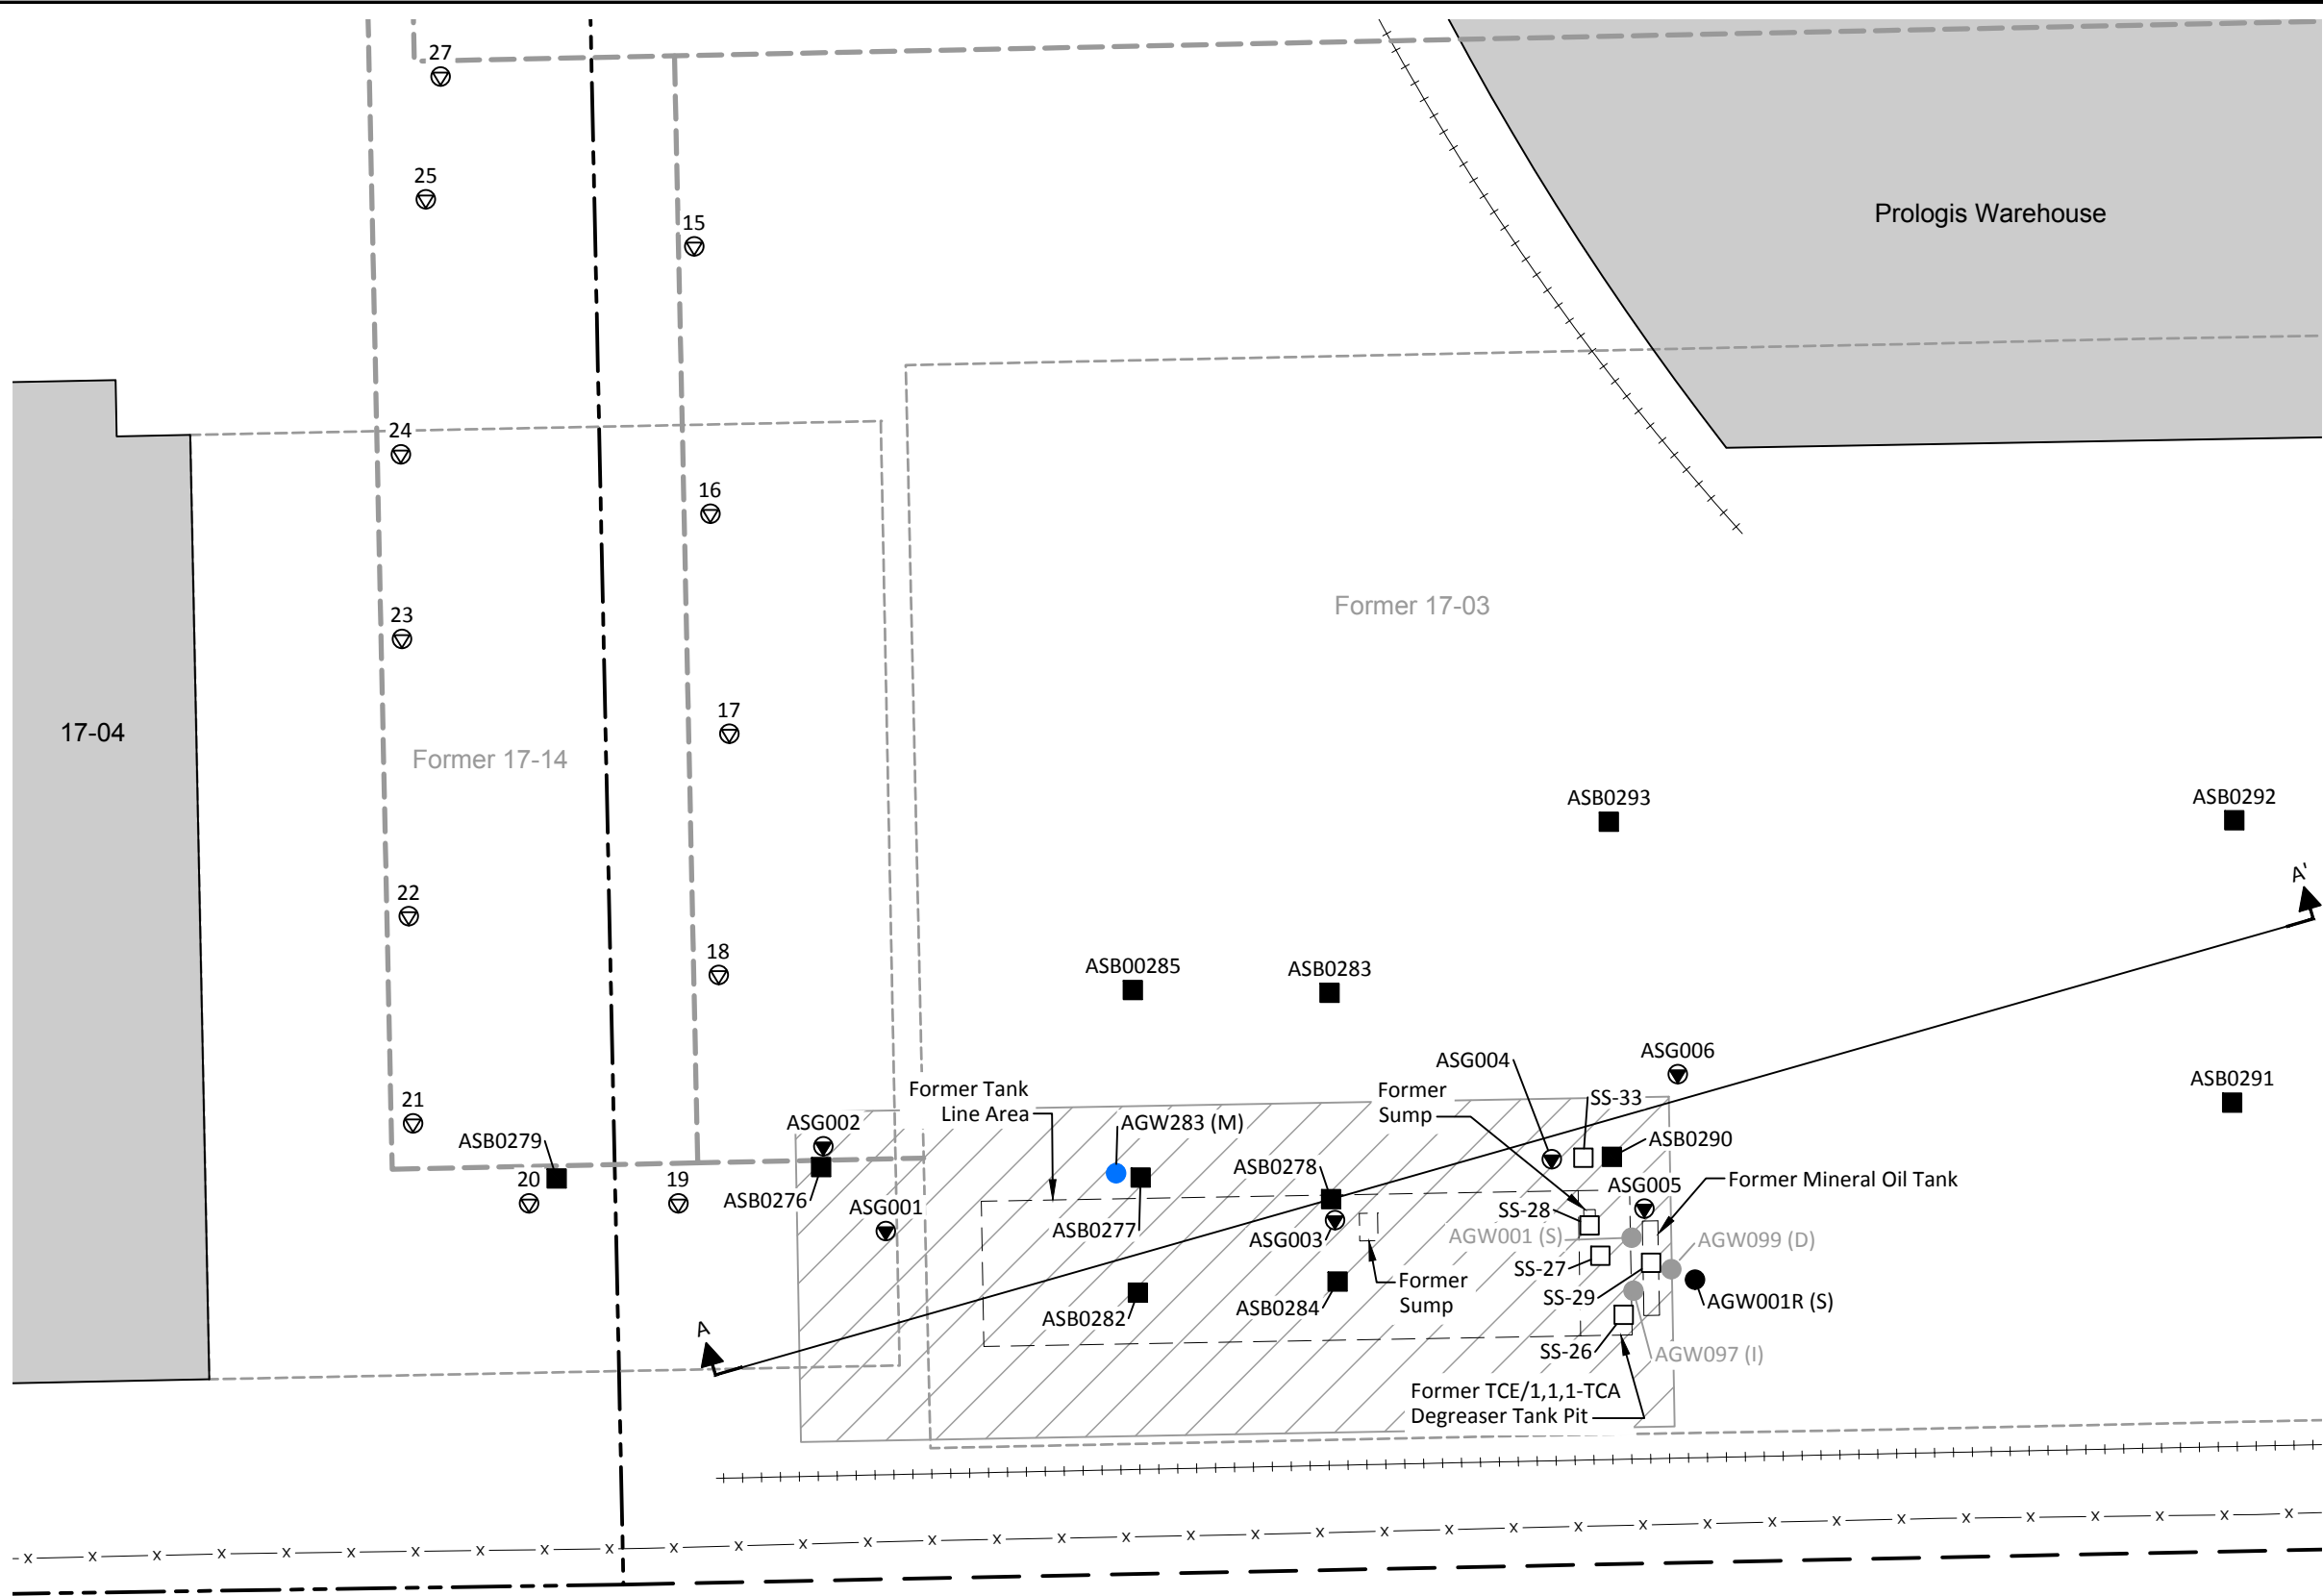 27
25
15
Prologis Warehouse
24
16
Former 17-03
23
17
17-04
Former 17-14
ASB0293
ASB0292
A'
22
18
ASB00285
ASB0283
ASG004
ASG006
ASB0291
Former Tank
Line Area
Former
Sump
SS-33
21
ASG002
AGW283 (M)
ASB0279
ASB0290
ASB0278
Former Mineral Oil Tank
20
19
ASB0276
ASG001
ASG005
SS-28
ASB0277
ASG003
AGW001 (S)
AGW099 (D)
SS-27
Former
Sump
SS-29
AGW001R (S)
ASB0282
ASB0284
A
SS-26
AGW097 (I)
Former TCE/1,1,1-TCA
Degreaser Tank Pit
x x x x x x x x x x x x x x x x x x x x x x x x x x x x x x x x x x x x